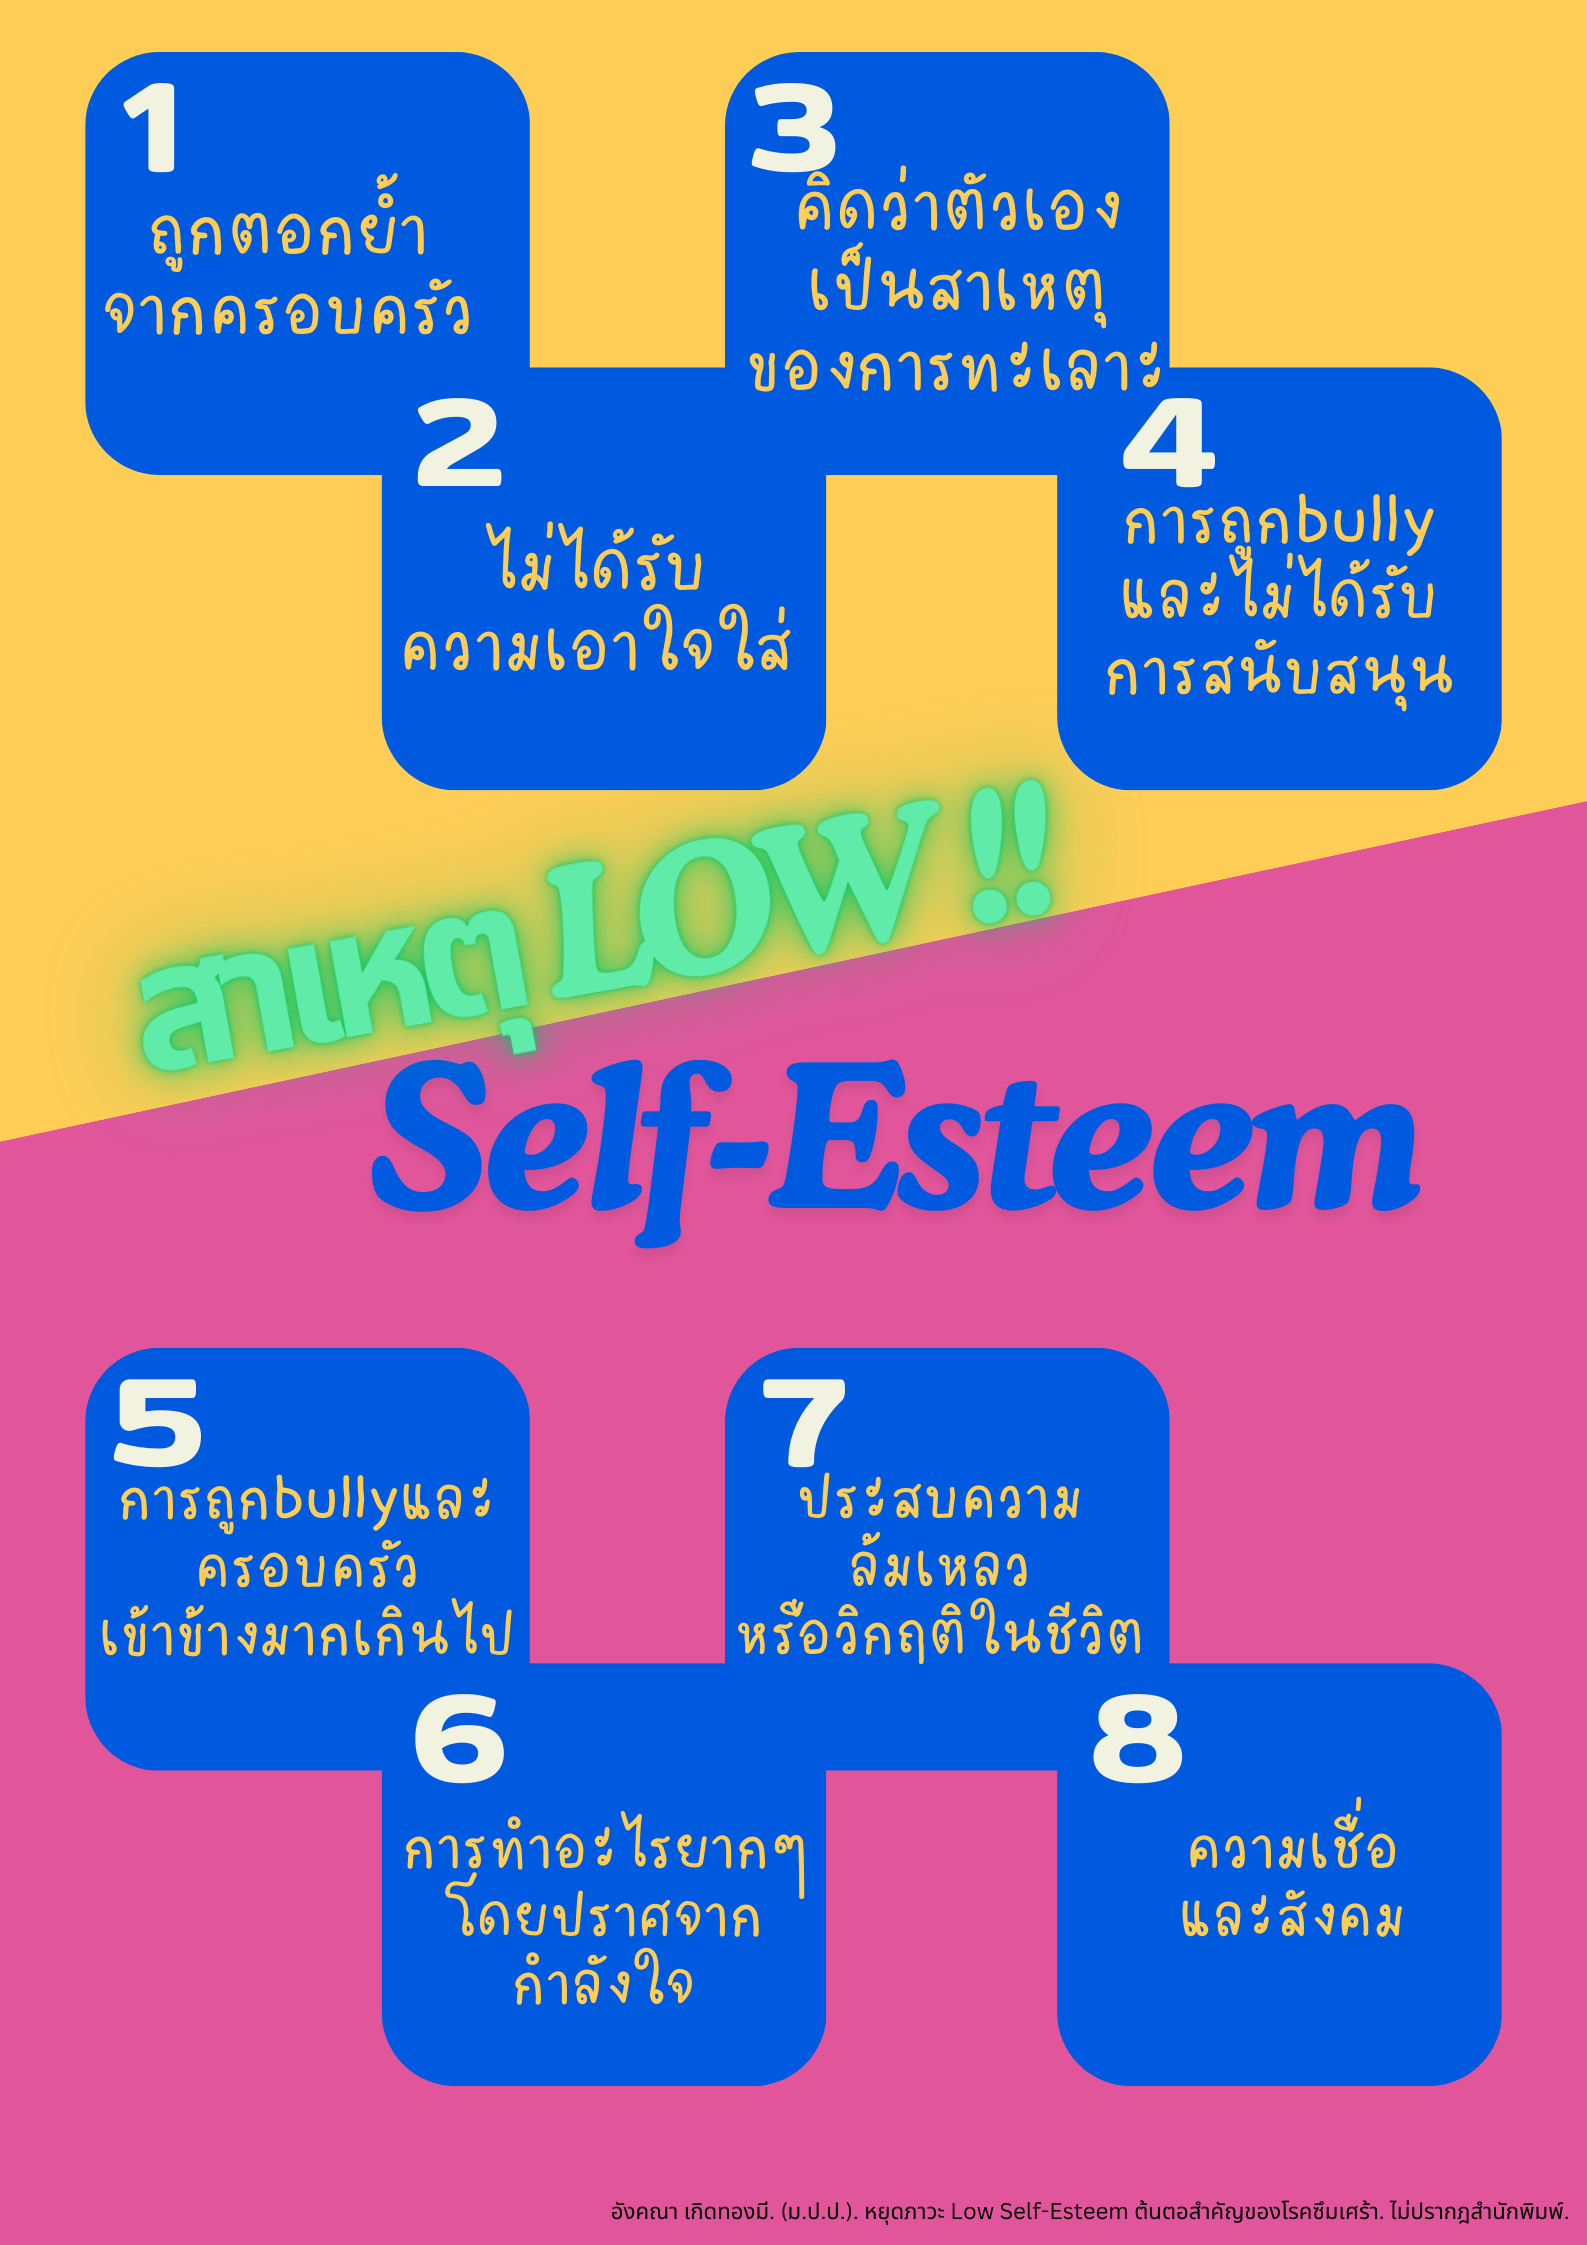 1
ถูกตอกย้ำ
จากครอบครัว
2
ไม่ได้รับ
ความเอาใจใส่
3
คิดว่าตัวเอง
เป็นสาเหตุ
ของการทะเลาะ
4
การถูกbully
และไม่ได้รับ
การสนับสนุน
สาเหตุ LOW !!
Self-Esteem
5
การถูกbullyและ
ครอบครัว
เข้าข้างมากเกินไป
6
การทำอะไรยากๆ
โดยปราศจาก
กำลังใจ
7
ประสบความ
ล้มเหลว
หรือวิกฤติในชีวิต
8
ความเชื่อ
และสังคม
อังคณา เกิดทองมี. (ม.ป.ป.). หยุดภาวะ Low Self-Esteem ต้นตอสำคัญของโรคซึมเศร้า. ไม่ปรากฎสำนักพิมพ์.